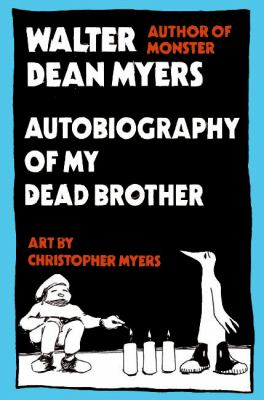 WALTER
DEAN MYERS
AUTHOR OF
MONSTER
AUTOBIOGRAPHY
OF MY
DEAD BROTHER
ART BY
CHRISTOPHER MYERS